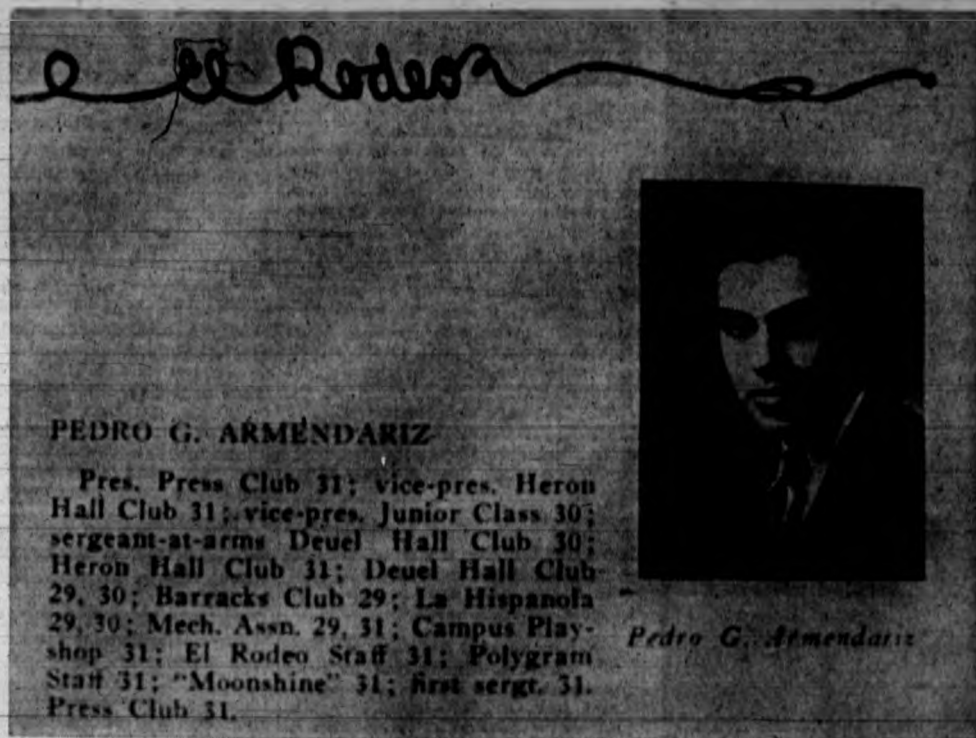 El Rodeo
PEDRO G. ARMENDARIZ
Pres. Press Club 31; vice-pres. Heron
Hall Club 31; vice-pres. Junior Class 30;
sergeant-at-arms Deuel Hall Club 30;
Heron Hall Club 31; Deuel Hall Club
29, 30; Barracks Club 29; La Hispanola
29, 30; Mech. Assn. 29, 31; Campus Play-
shop 31; El Rodeo Staff 31; Polygram
Staff 31; "Moonshine" 31; first sergt. 31.
Press Club 31.
Pedro G. Armendariz